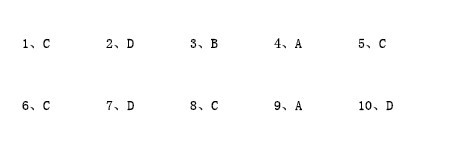 1、C 2、D 3、B 4、A 5、C
6、C 7、D 8、C 9、A 10、D